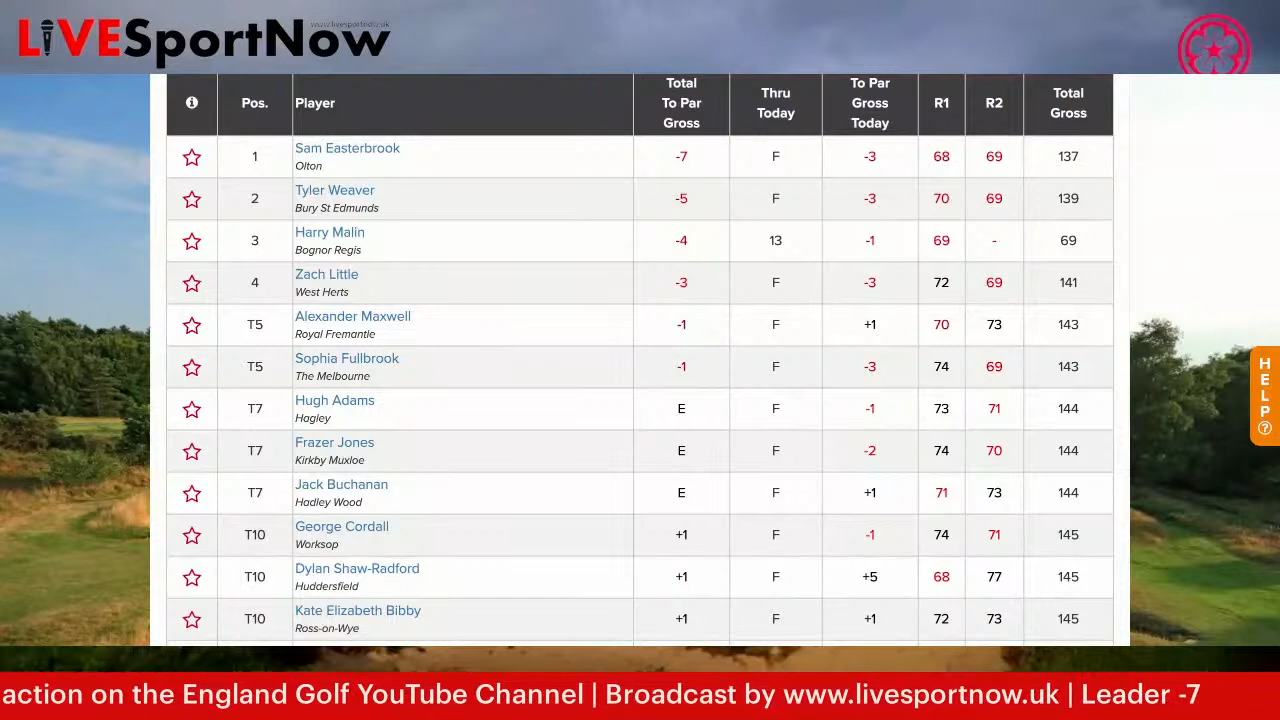 www.livesportnow.uk
LiVESportNow
Pos. Player Total To Par Gross Thru Today To Par Gross Today R1 R2 Total Gross
1 Sam Easterbrook -7 F -3 68 69 137
Olton
2 Tyler Weaver -5 F -3 70 69 139
Bury St Edmunds
3 Harry Malin -4 13 -1 69 - 69
Bognor Regis
4 Zach Little -3 F -3 72 69 141
West Herts
T5 Alexander Maxwell -1 F +1 70 73 143
Royal Fremantle
T5 Sophia Fullbrook -1 F -3 74 69 143
The Melbourne
T7 Hugh Adams E F -1 73 71 144
Hagley
T7 Frazer Jones E F -2 74 70 144
Kirkby Muxloe
T7 Jack Buchanan E F +1 71 73 144
Hadley Wood
T10 George Cordall +1 F -1 74 71 145
Worksop
T10 Dylan Shaw-Radford +1 F +5 68 77 145
Huddersfield
T10 Kate Elizabeth Bibby +1 F +1 72 73 145
Ross-on-Wye
HELP?
action on the England Golf YouTube Channel | Broadcast by www.livesportnow.uk | Leader -7